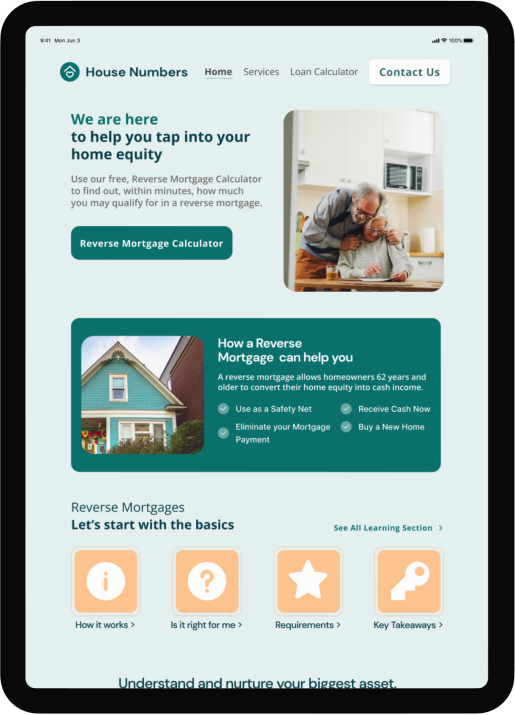 9:41 Mon Jun 3
100%
House Numbers
Home
Services
Loan Calculator
Contact Us
We are here
to help you tap into your
home equity
Use our free, Reverse Mortgage Calculator
to find out, within minutes, how much
you may qualify for in a reverse mortgage.
Reverse Mortgage Calculator
How a Reverse
Mortgage can help you
A reverse mortgage allows homeowners 62 years and
older to convert their home equity into cash income.
Use as a Safety Net
Receive Cash Now
Eliminate your Mortgage
Payment
Buy a New Home
Reverse Mortgages
Let's start with the basics
See All Learning Section >
How it works >
Is it right for me >
Requirements >
Key Takeaways >
Understand and nurture your biggest asset.